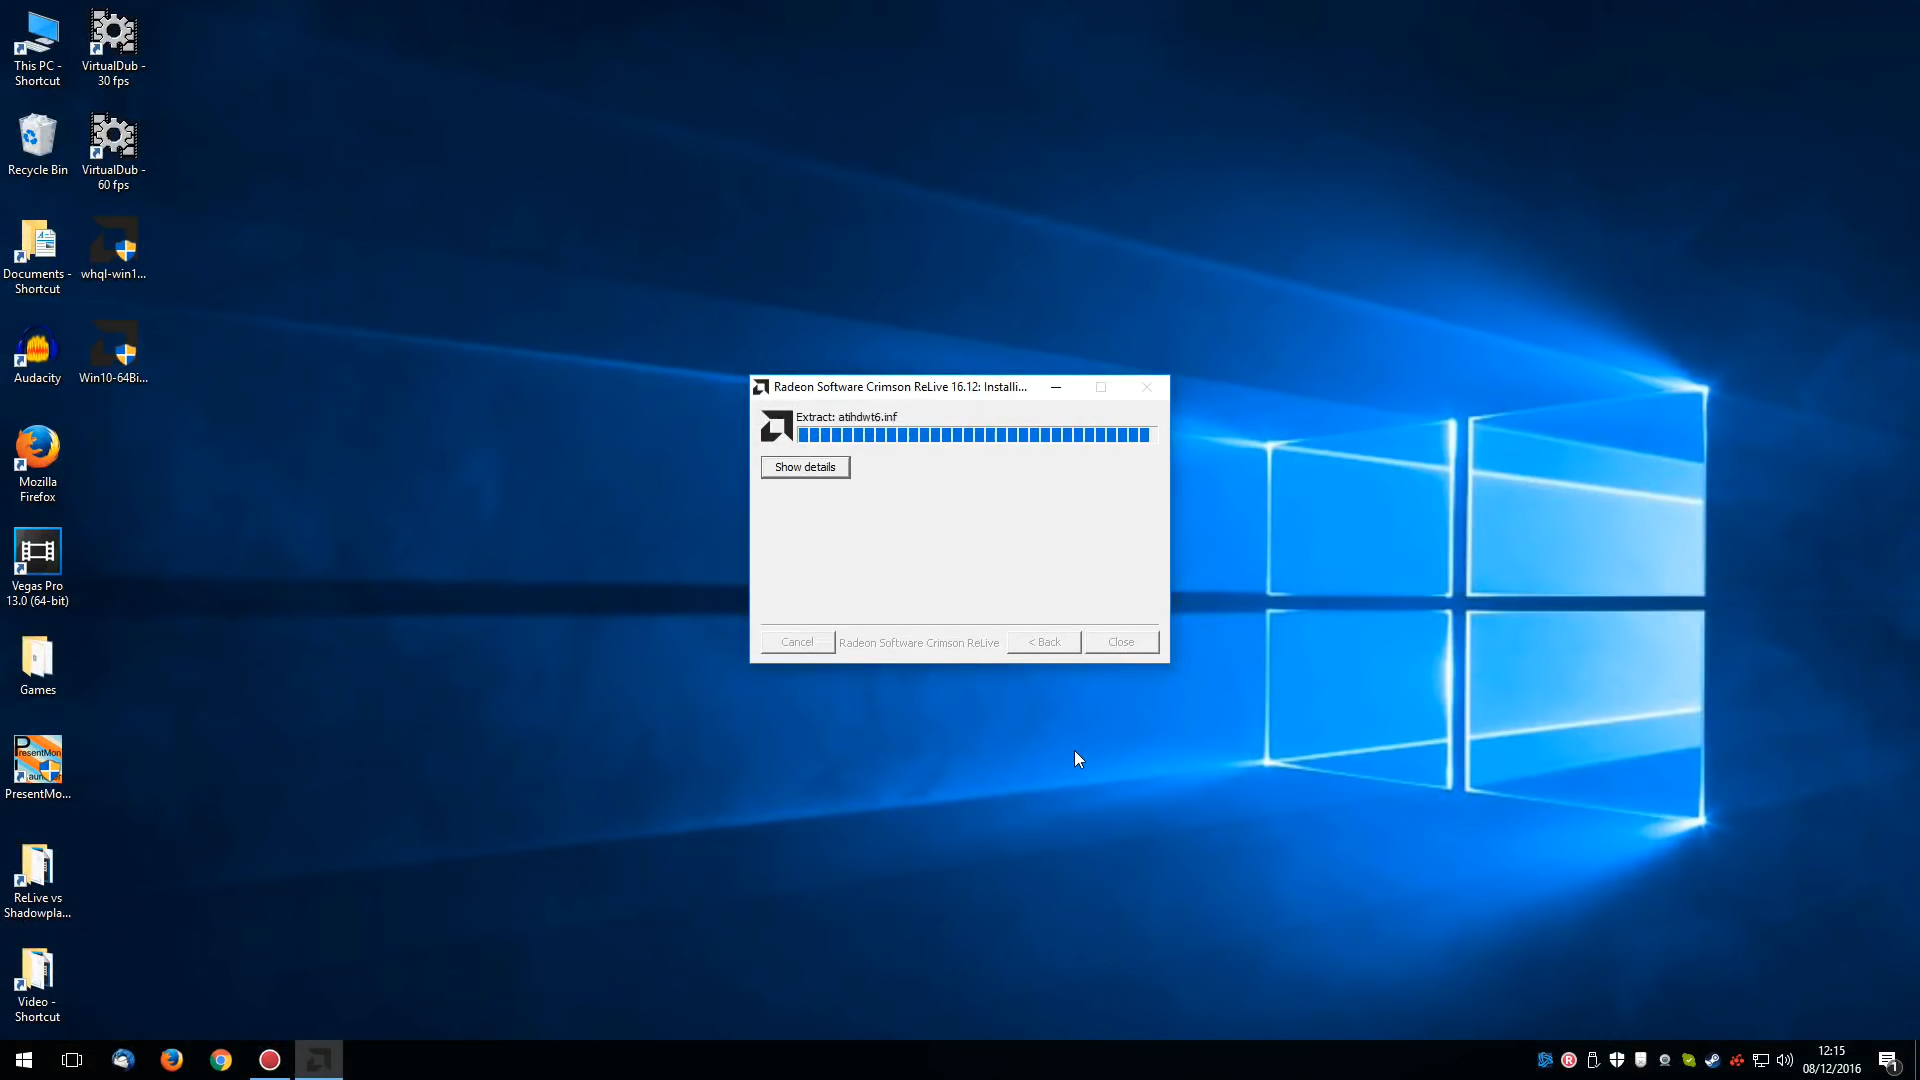 This PC -
Shortcut
VirtualDub -
30 fps
Recycle Bin
VirtualDub -
60 fps
Documents -
Shortcut
whql-win1...
Audacity
Win10-64Bi...
Mozilla
Firefox
Vegas Pro
13.0 (64-bit)
Games
PresentMon
PresentMo...
ReLive vs
Shadowpla...
Video -
Shortcut
Radeon Software Crimson ReLive 16.12: Installi...
Extract: atihdwt6.inf
Show details
Cancel
Radeon Software Crimson ReLive
< Back
Close
12:15
08/12/2016
1